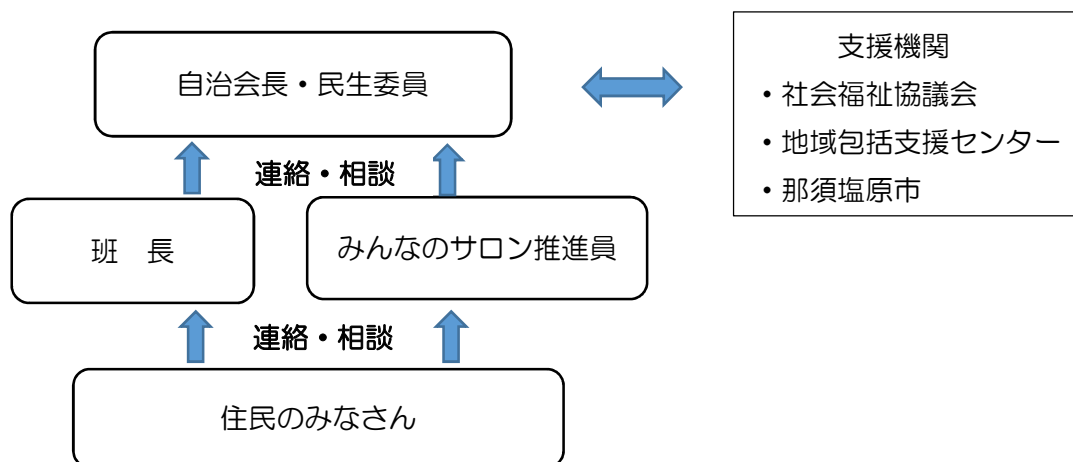 自治会長・民生委員
支援機関
・社会福祉協議会
・地域包括支援センター
・那須塩原市
連絡・相談
班　長
みんなのサロン推進員
連絡・相談
住民のみなさん